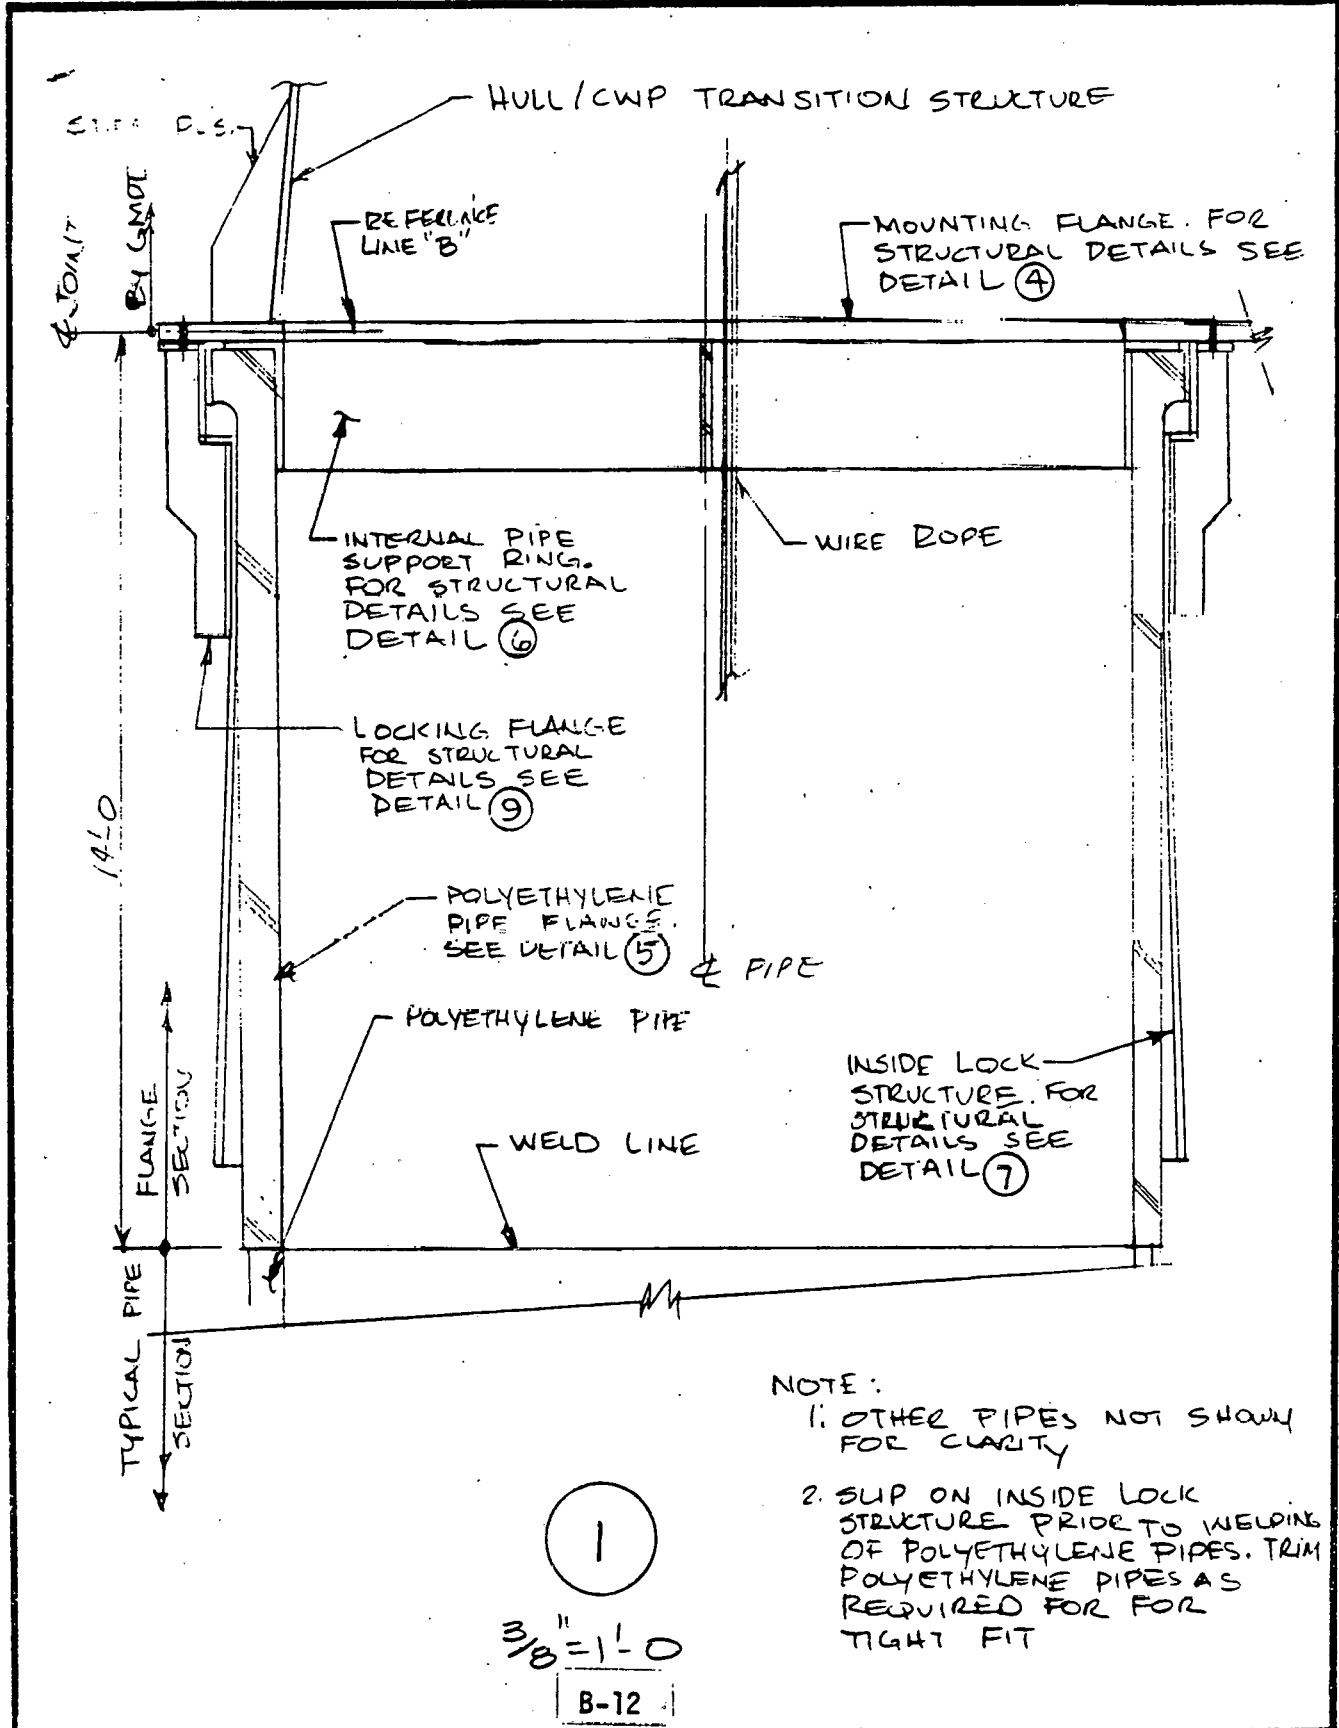 HULL/CWP TRANSITION STRUCTURE
REFERENCE
LINE "B"
MOUNTING FLANGE. FOR
STRUCTURAL DETAILS SEE
DETAIL 4
℄ JOINT
BY GMDI
INTERNAL PIPE
SUPPORT RING.
FOR STRUCTURAL
DETAILS SEE
DETAIL 6
WIRE ROPE
LOCKING FLANGE
FOR STRUCTURAL
DETAILS SEE
DETAIL 9
14'-0
POLYETHYLENE
PIPE FLANGE.
SEE DETAIL 5
℄ PIPE
POLYETHYLENE PIPE
INSIDE LOCK
STRUCTURE. FOR
STRUCTURAL
DETAILS SEE
DETAIL 7
WELD LINE
FLANGE
SECTION
TYPICAL PIPE
SECTION
NOTE:
1. OTHER PIPES NOT SHOWN
FOR CLARITY
2. SLIP ON INSIDE LOCK
STRUCTURE PRIOR TO WELDING
OF POLYETHYLENE PIPES. TRIM
POLYETHYLENE PIPES AS
REQUIRED FOR FOR
TIGHT FIT
1
3/8" = 1'-0
B-12